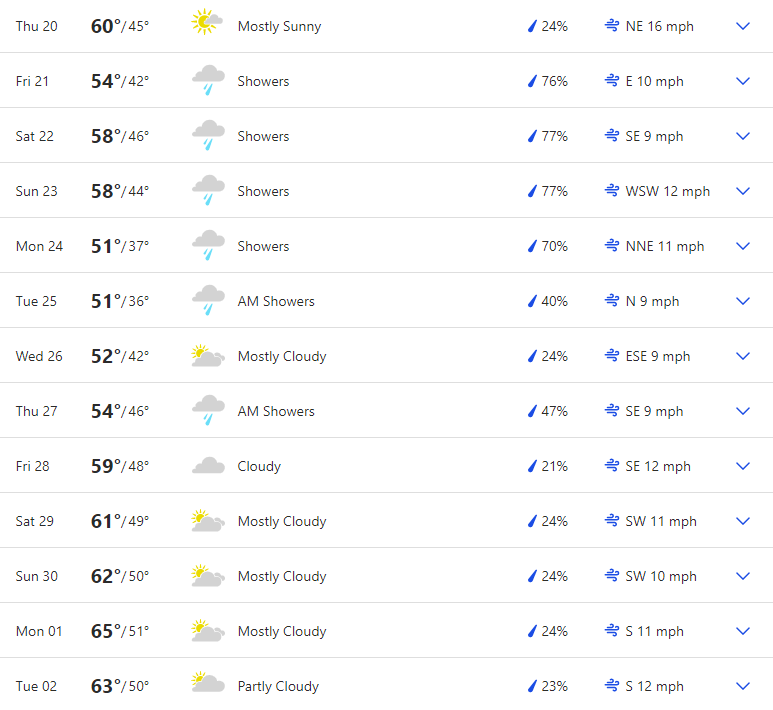 Thu 20 60°/45° Mostly Sunny 24% NE 16 mph
Fri 21 54°/42° Showers 76% E 10 mph
Sat 22 58°/46° Showers 77% SE 9 mph
Sun 23 58°/44° Showers 77% WSW 12 mph
Mon 24 51°/37° Showers 70% NNE 11 mph
Tue 25 51°/36° AM Showers 40% N 9 mph
Wed 26 52°/42° Mostly Cloudy 24% ESE 9 mph
Thu 27 54°/46° AM Showers 47% SE 9 mph
Fri 28 59°/48° Cloudy 21% SE 12 mph
Sat 29 61°/49° Mostly Cloudy 24% SW 11 mph
Sun 30 62°/50° Mostly Cloudy 24% SW 10 mph
Mon 01 65°/51° Mostly Cloudy 24% S 11 mph
Tue 02 63°/50° Partly Cloudy 23% S 12 mph